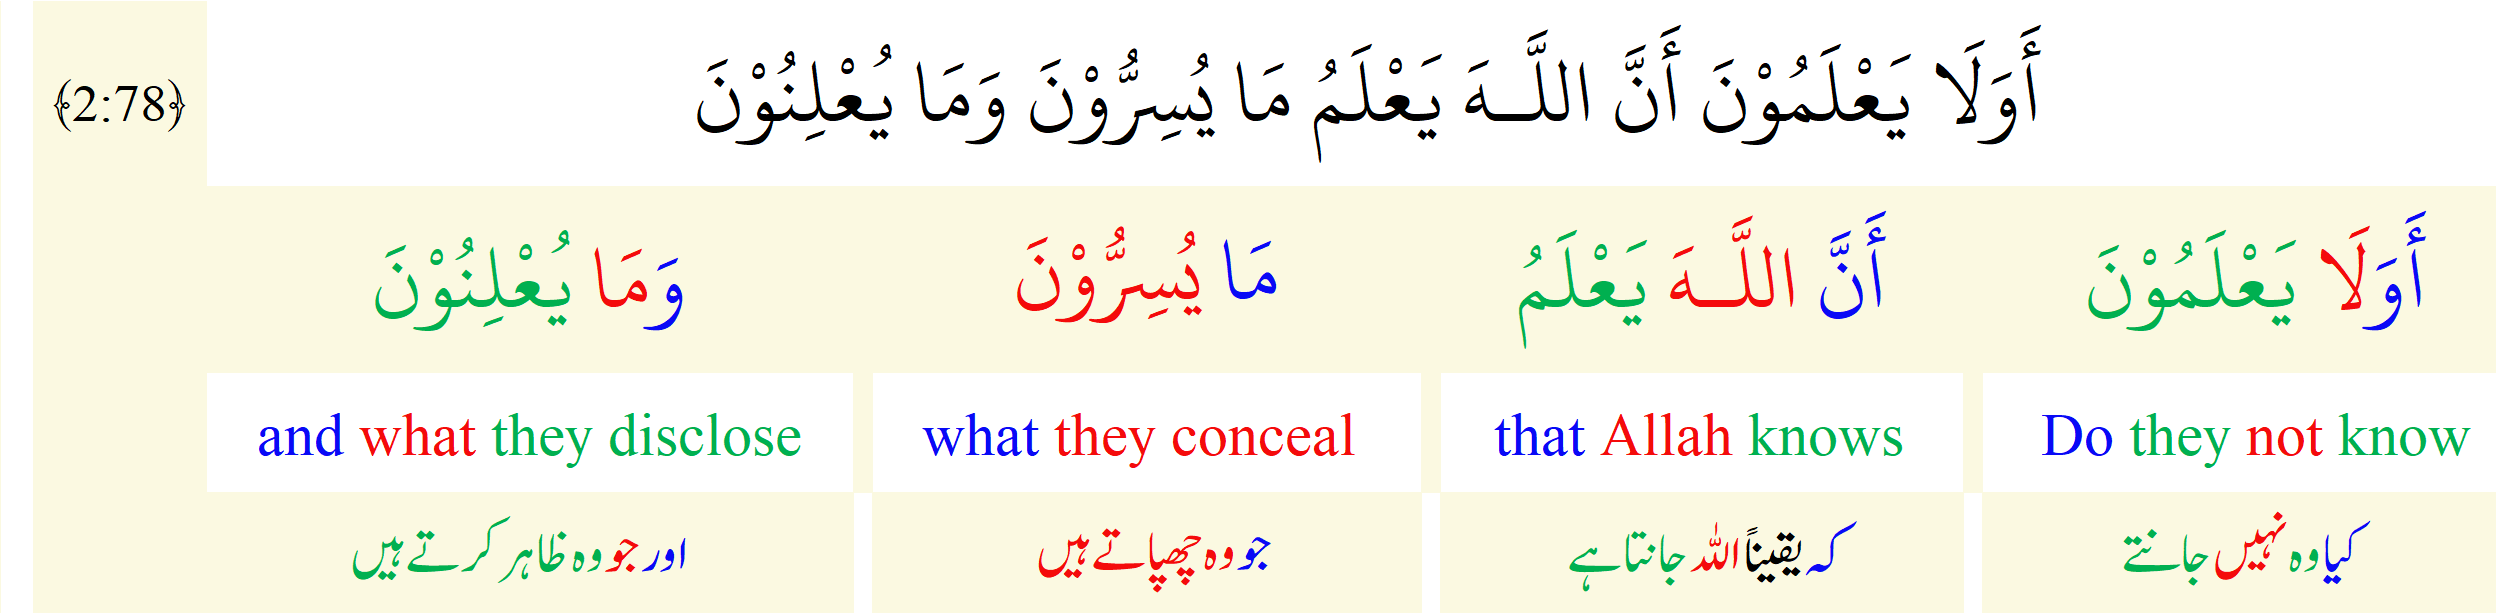 أَوَلَا يَعْلَمُوْنَ أَنَّ اللَّـهَ يَعْلَمُ مَا يُسِرُّوْنَ وَمَا يُعْلِنُوْنَ ﴿2:78﴾
أَوَلَا يَعْلَمُوْنَ أَنَّ اللَّـهَ يَعْلَمُ مَا يُسِرُّوْنَ وَمَا يُعْلِنُوْنَ
and what they disclose what they conceal that Allah knows Do they not know
کیا وہ نہیں جانتے کہ یقیناً اللہ جانتا ہے جو وہ چھپاتے ہیں اور جو وہ ظاہر کرتے ہیں